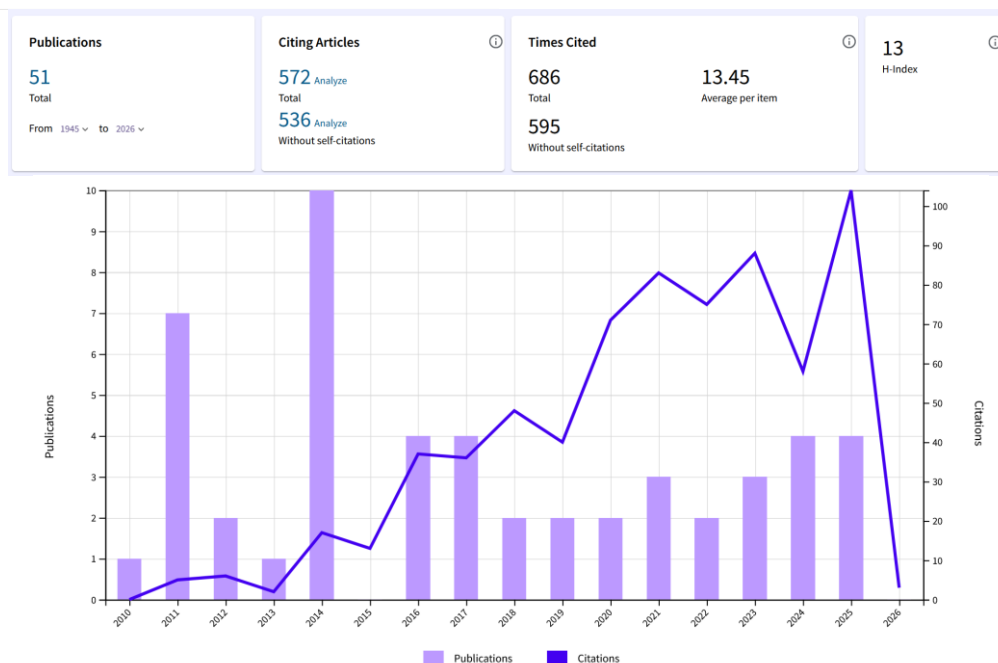 Publications
51
Total
From 1945 to 2026
Citing Articles
572 Analyze
Total
536 Analyze
Without self-citations
Times Cited
686
Total
13.45
Average per item
595
Without self-citations
13
H-Index
10
9
8
7
6
5
4
3
2
1
0
Publications
100
90
80
70
60
50
40
30
20
10
0
Citations
2010
2011
2012
2013
2014
2015
2016
2017
2018
2019
2020
2021
2022
2023
2024
2025
2026
Publications
Citations